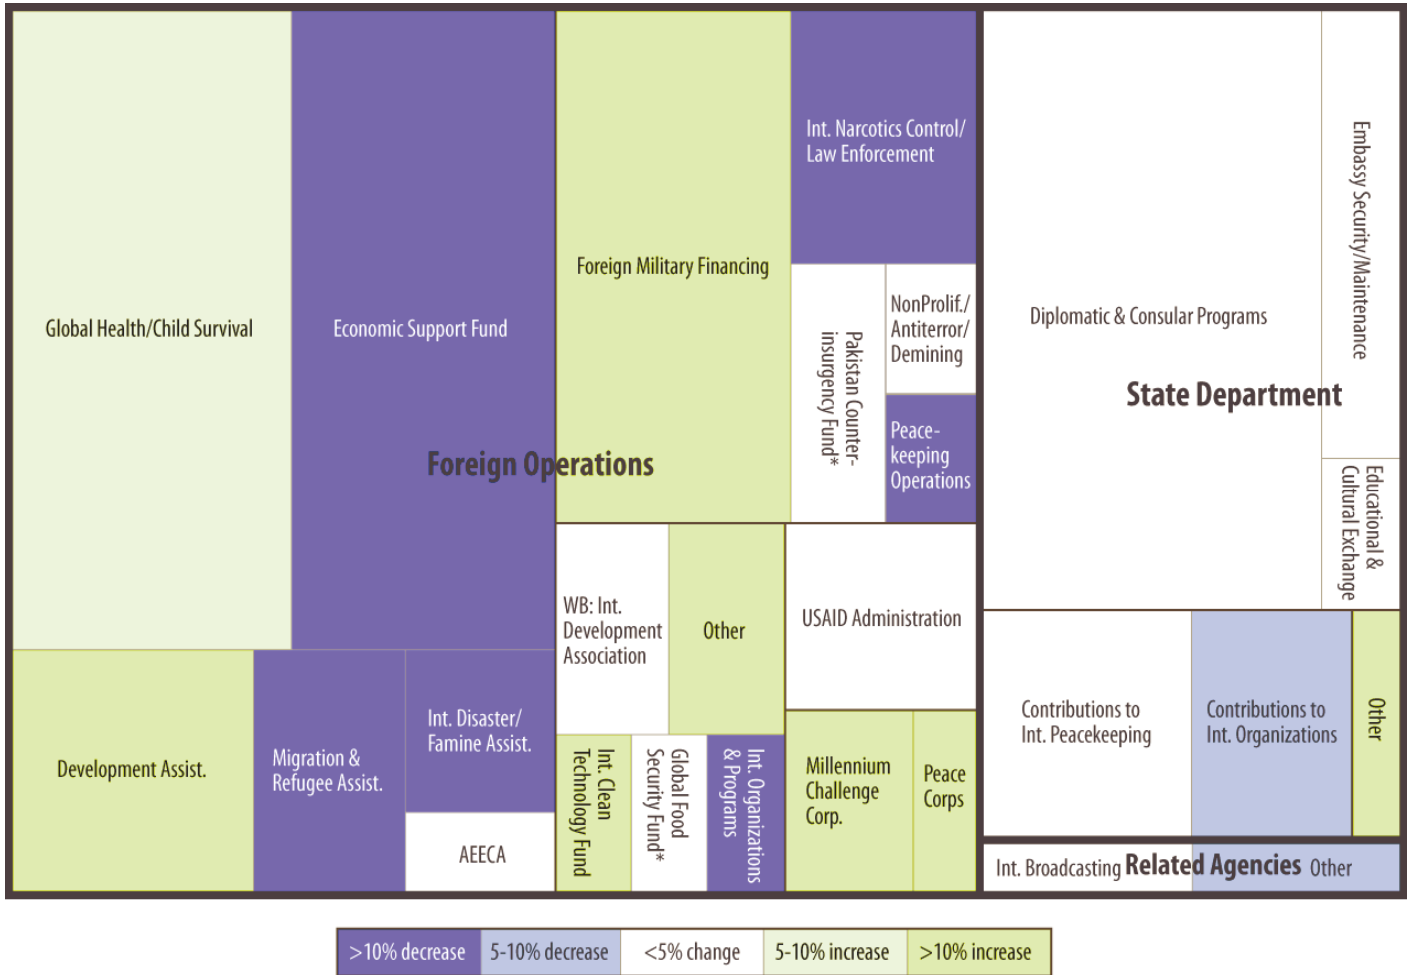 Global Health/Child Survival
Economic Support Fund
Foreign Military Financing
Int. Narcotics Control/
Law Enforcement
Pakistan Counter-
insurgency Fund*
NonProlif./
Antiterror/
Demining
Peace-
keeping
Operations
Foreign Operations
Development Assist.
Migration &
Refugee Assist.
Int. Disaster/
Famine Assist.
AEECA
WB: Int.
Development
Association
Other
Int. Clean
Technology Fund
Global Food
Security Fund*
Int. Organizations
& Programs
USAID Administration
Millennium
Challenge
Corp.
Peace
Corps
Diplomatic & Consular Programs
Embassy Security/Maintenance
State Department
Educational &
Cultural Exchange
Contributions to
Int. Peacekeeping
Contributions to
Int. Organizations
Other
Int. Broadcasting
Related Agencies
Other
>10% decrease
5-10% decrease
<5% change
5-10% increase
>10% increase